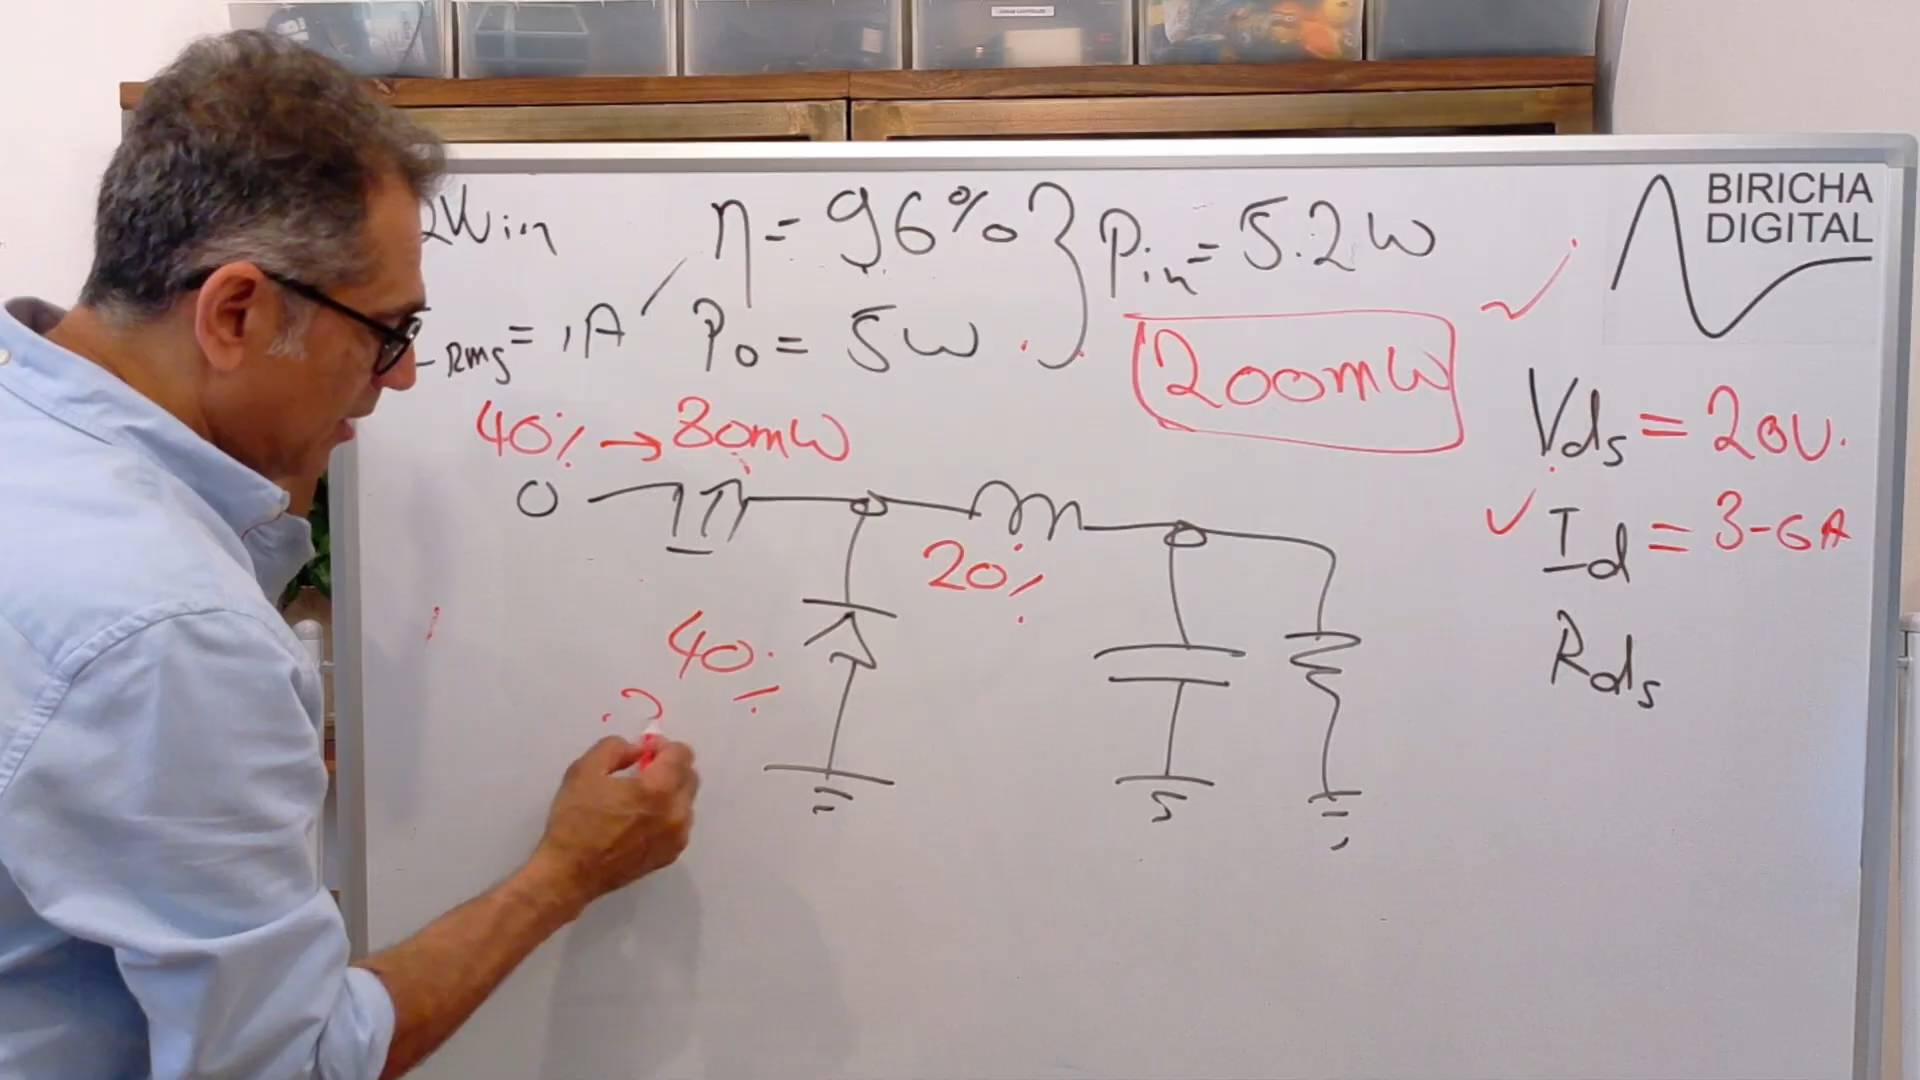 η = 96%
Pin = 5.2W
BIRICHA
DIGITAL
Rms = 1A
Po = 5W
200mW
40% → 80mW
Vds = 20V.
Id = 3-6A
20%
Rds
40%